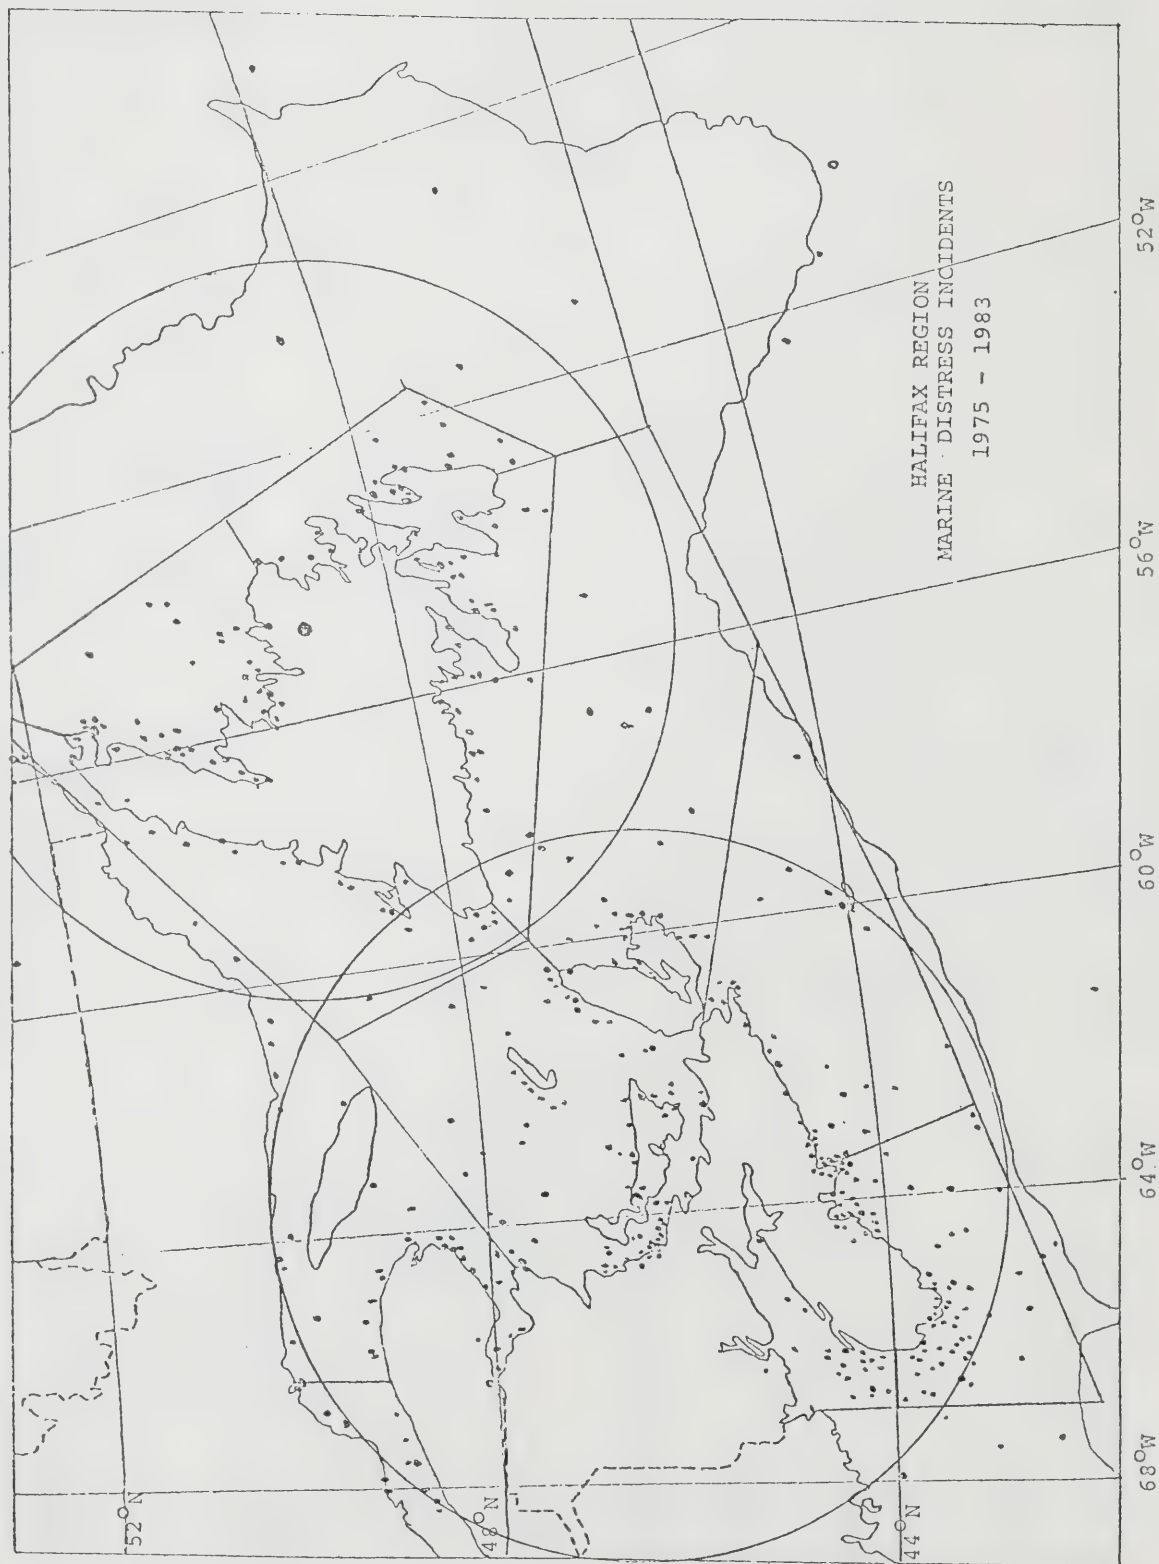 HALIFAX REGION
MARINE DISTRESS INCIDENTS
1975 - 1983
52°N
48°N
44°N
68°W
64°W
60°W
56°W
52°W